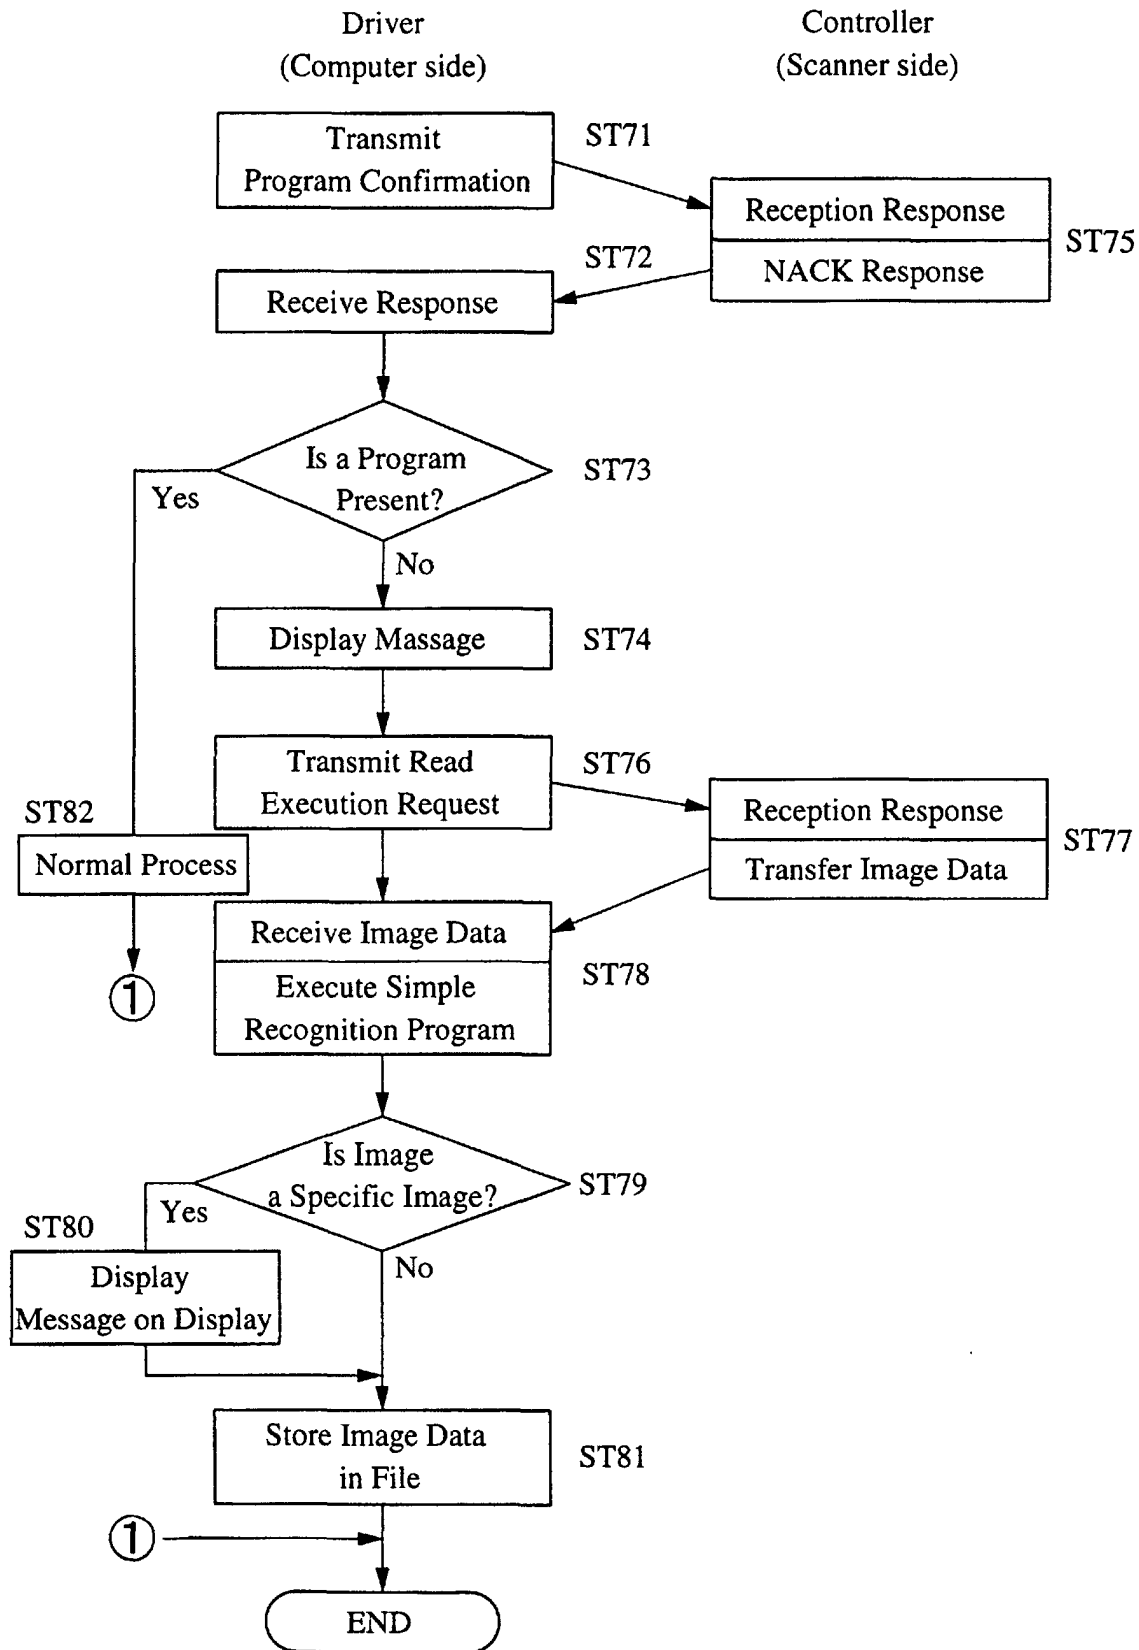 Driver
(Computer side)
Controller
(Scanner side)
Transmit
Program Confirmation
ST71
Reception Response
NACK Response
ST75
ST72
Receive Response
Is a Program
Present?
ST73
Yes
No
Display Massage
ST74
Transmit Read
Execution Request
ST76
Reception Response
Transfer Image Data
ST77
ST82
Normal Process
1
Receive Image Data
Execute Simple
Recognition Program
ST78
Is Image
a Specific Image?
ST79
Yes
No
ST80
Display
Message on Display
Store Image Data
in File
ST81
1
END